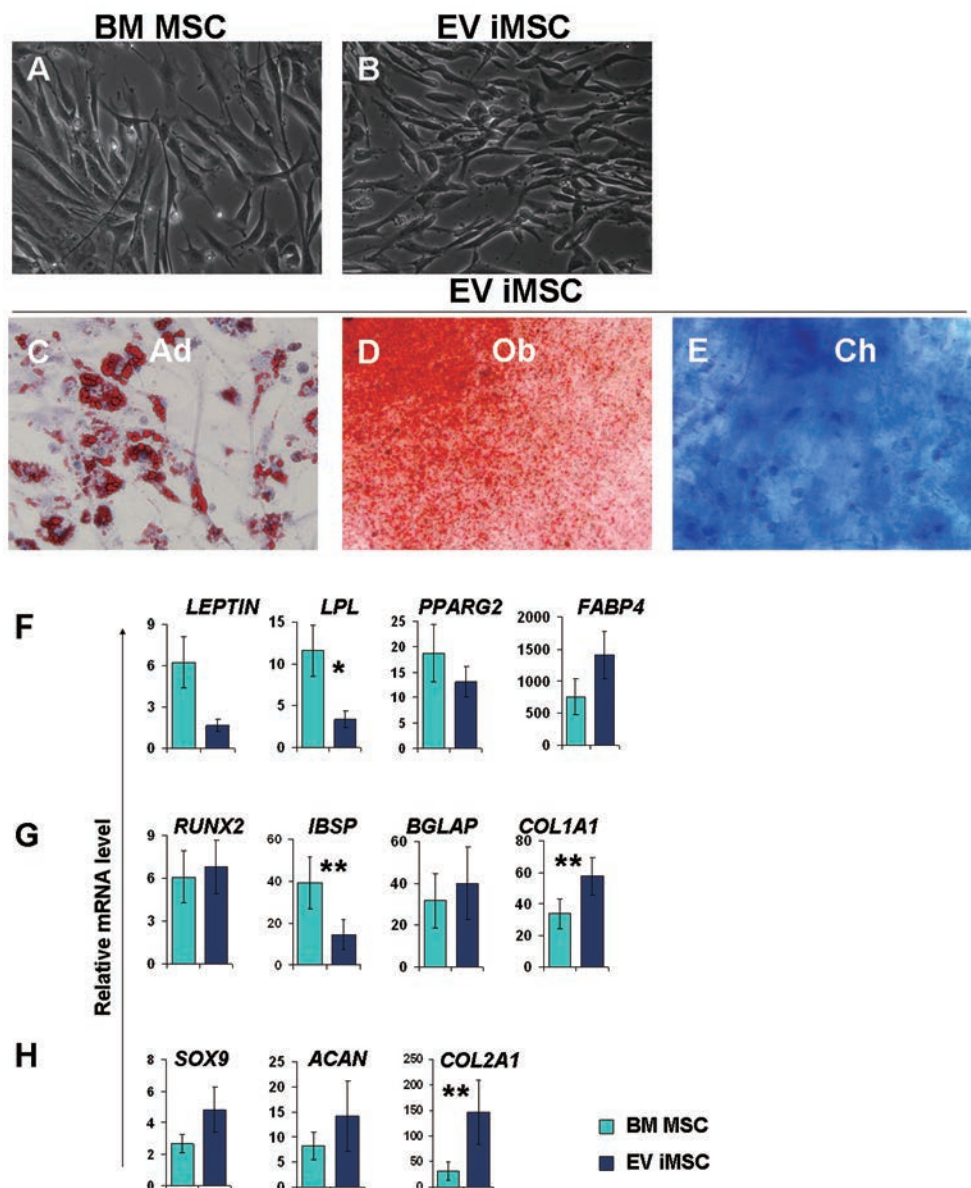 BM MSC
EV iMSC
A
B
EV iMSC
C
Ad
D
Ob
E
Ch
Relative mRNA level
F
LEPTIN
9
6
3
0
LPL
15
10
5
0
*
PPARG2
25
20
15
10
5
0
FABP4
2000
1500
1000
500
0
G
RUNX2
9
6
3
0
IBSP
60
40
20
0
**
BGLAP
60
40
20
0
COL1A1
80
60
40
20
0
**
H
SOX9
8
6
4
2
0
ACAN
25
20
15
10
5
0
COL2A1
250
200
150
100
50
0
**
BM MSC
EV iMSC